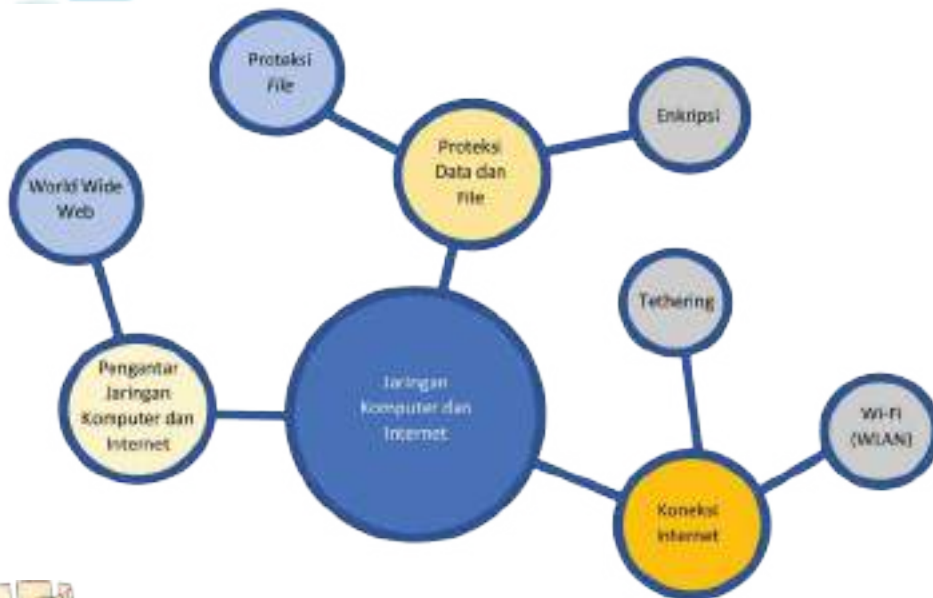 Proteksi
File
Proteksi
Data dan
File
Enkripsi
World Wide
Web
Tethering
Pengantar
Jaringan
Komputer dan
Internet
Jaringan
Komputer dan
Internet
Wi-Fi
(WLAN)
Koneksi
Internet